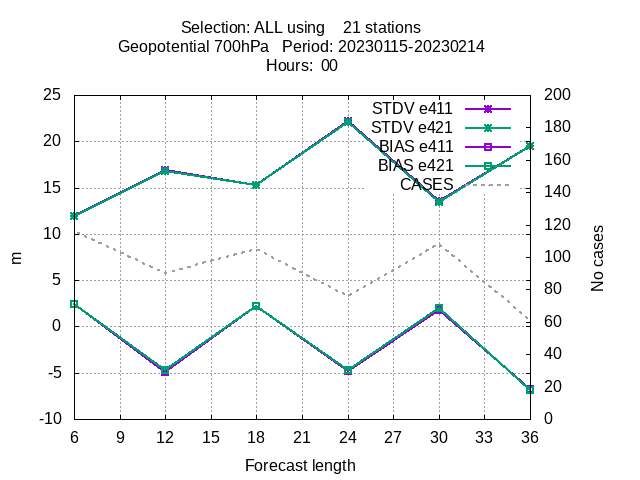 Selection: ALL using    21 stations
Geopotential 700hPa   Period: 20230115-20230214
Hours:  00
25
20
15
10
5
0
-5
-10
m
STDV e411
STDV e421
BIAS e411
BIAS e421
CASES
200
180
160
140
120
100
80
60
40
20
0
No cases
6 9 12 15 18 21 24 27 30 33 36
Forecast length